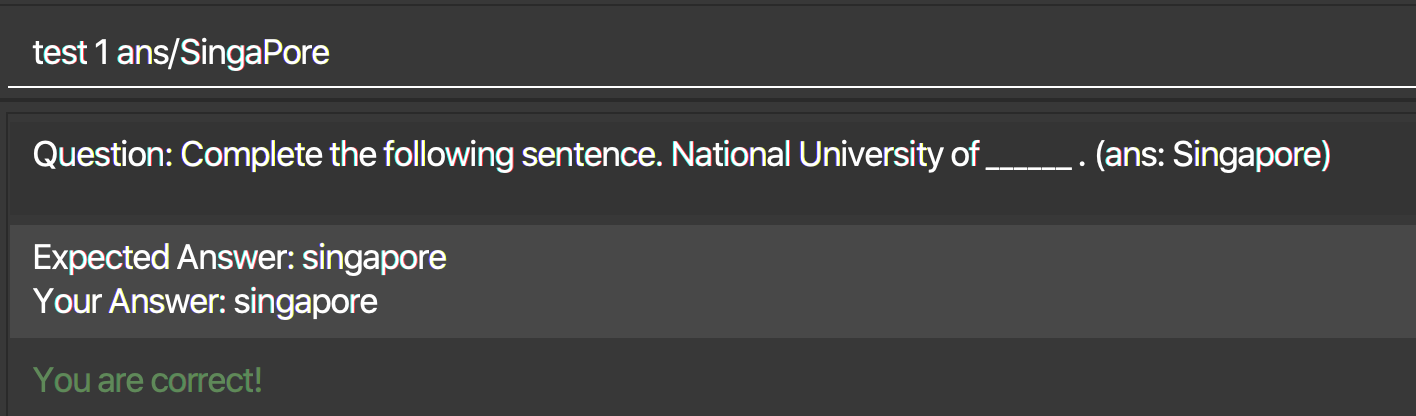 test 1 ans/SingaPore
Question: Complete the following sentence. National University of ______ . (ans: Singapore)
Expected Answer: singapore
Your Answer: singapore
You are correct!